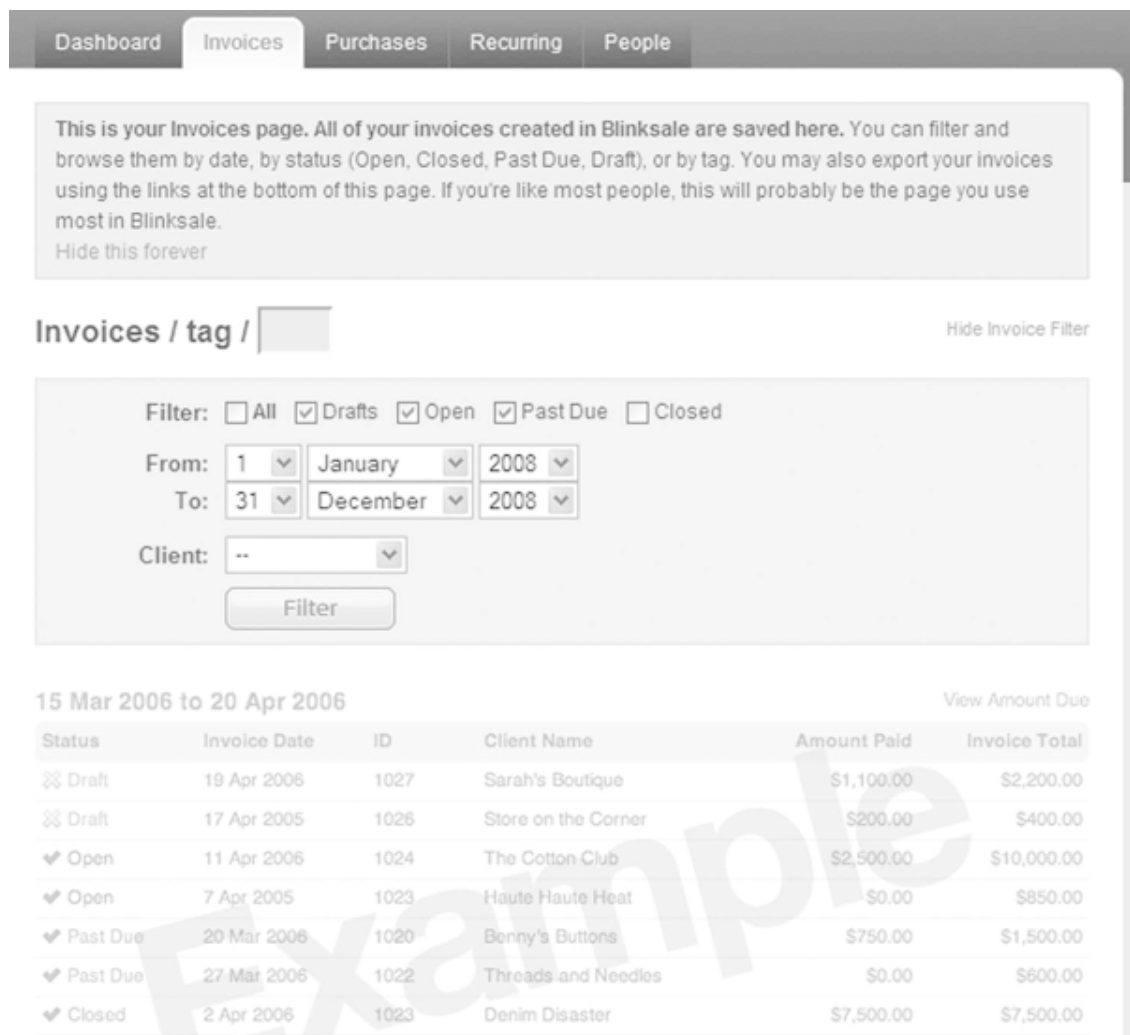 Dashboard Invoices Purchases Recurring People
This is your Invoices page. All of your invoices created in Blinksale are saved here. You can filter and
browse them by date, by status (Open, Closed, Past Due, Draft), or by tag. You may also export your invoices
using the links at the bottom of this page. If you're like most people, this will probably be the page you use
most in Blinksale.
Hide this forever
Invoices / tag /
Hide Invoice Filter
Filter: All Drafts Open Past Due Closed
From: 1 January 2008
To: 31 December 2008
Client: --
Filter
15 Mar 2006 to 20 Apr 2006
View Amount Due
Status Invoice Date ID Client Name Amount Paid Invoice Total
Draft 19 Apr 2006 1027 Sarah's Boutique $1,100.00 $2,200.00
Draft 17 Apr 2005 1026 Store on the Corner $200.00 $400.00
Open 11 Apr 2006 1024 The Cotton Club $2,500.00 $10,000.00
Open 7 Apr 2005 1023 Haute Haute Heat $0.00 $850.00
Past Due 20 Mar 2006 1020 Benny's Buttons $750.00 $1,500.00
Past Due 27 Mar 2006 1022 Threads and Needles $0.00 $600.00
Closed 2 Apr 2006 1023 Denim Disaster $7,500.00 $7,500.00
Example